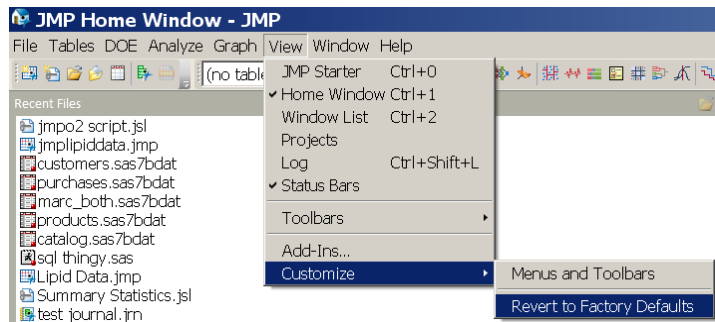 JMP Home Window - JMP
File Tables DOE Analyze Graph View Window Help
(no table
Recent Files
jmpo2 script.jsl
jmplipiddata.jmp
customers.sas7bdat
purchases.sas7bdat
marc_both.sas7bdat
products.sas7bdat
catalog.sas7bdat
sql thingy.sas
Lipid Data.jmp
Summary Statistics.jsl
test journal.jrn
JMP Starter Ctrl+0
Home Window Ctrl+1
Window List Ctrl+2
Projects
Log Ctrl+Shift+L
Status Bars
Toolbars
Add-Ins...
Customize
Menus and Toolbars
Revert to Factory Defaults